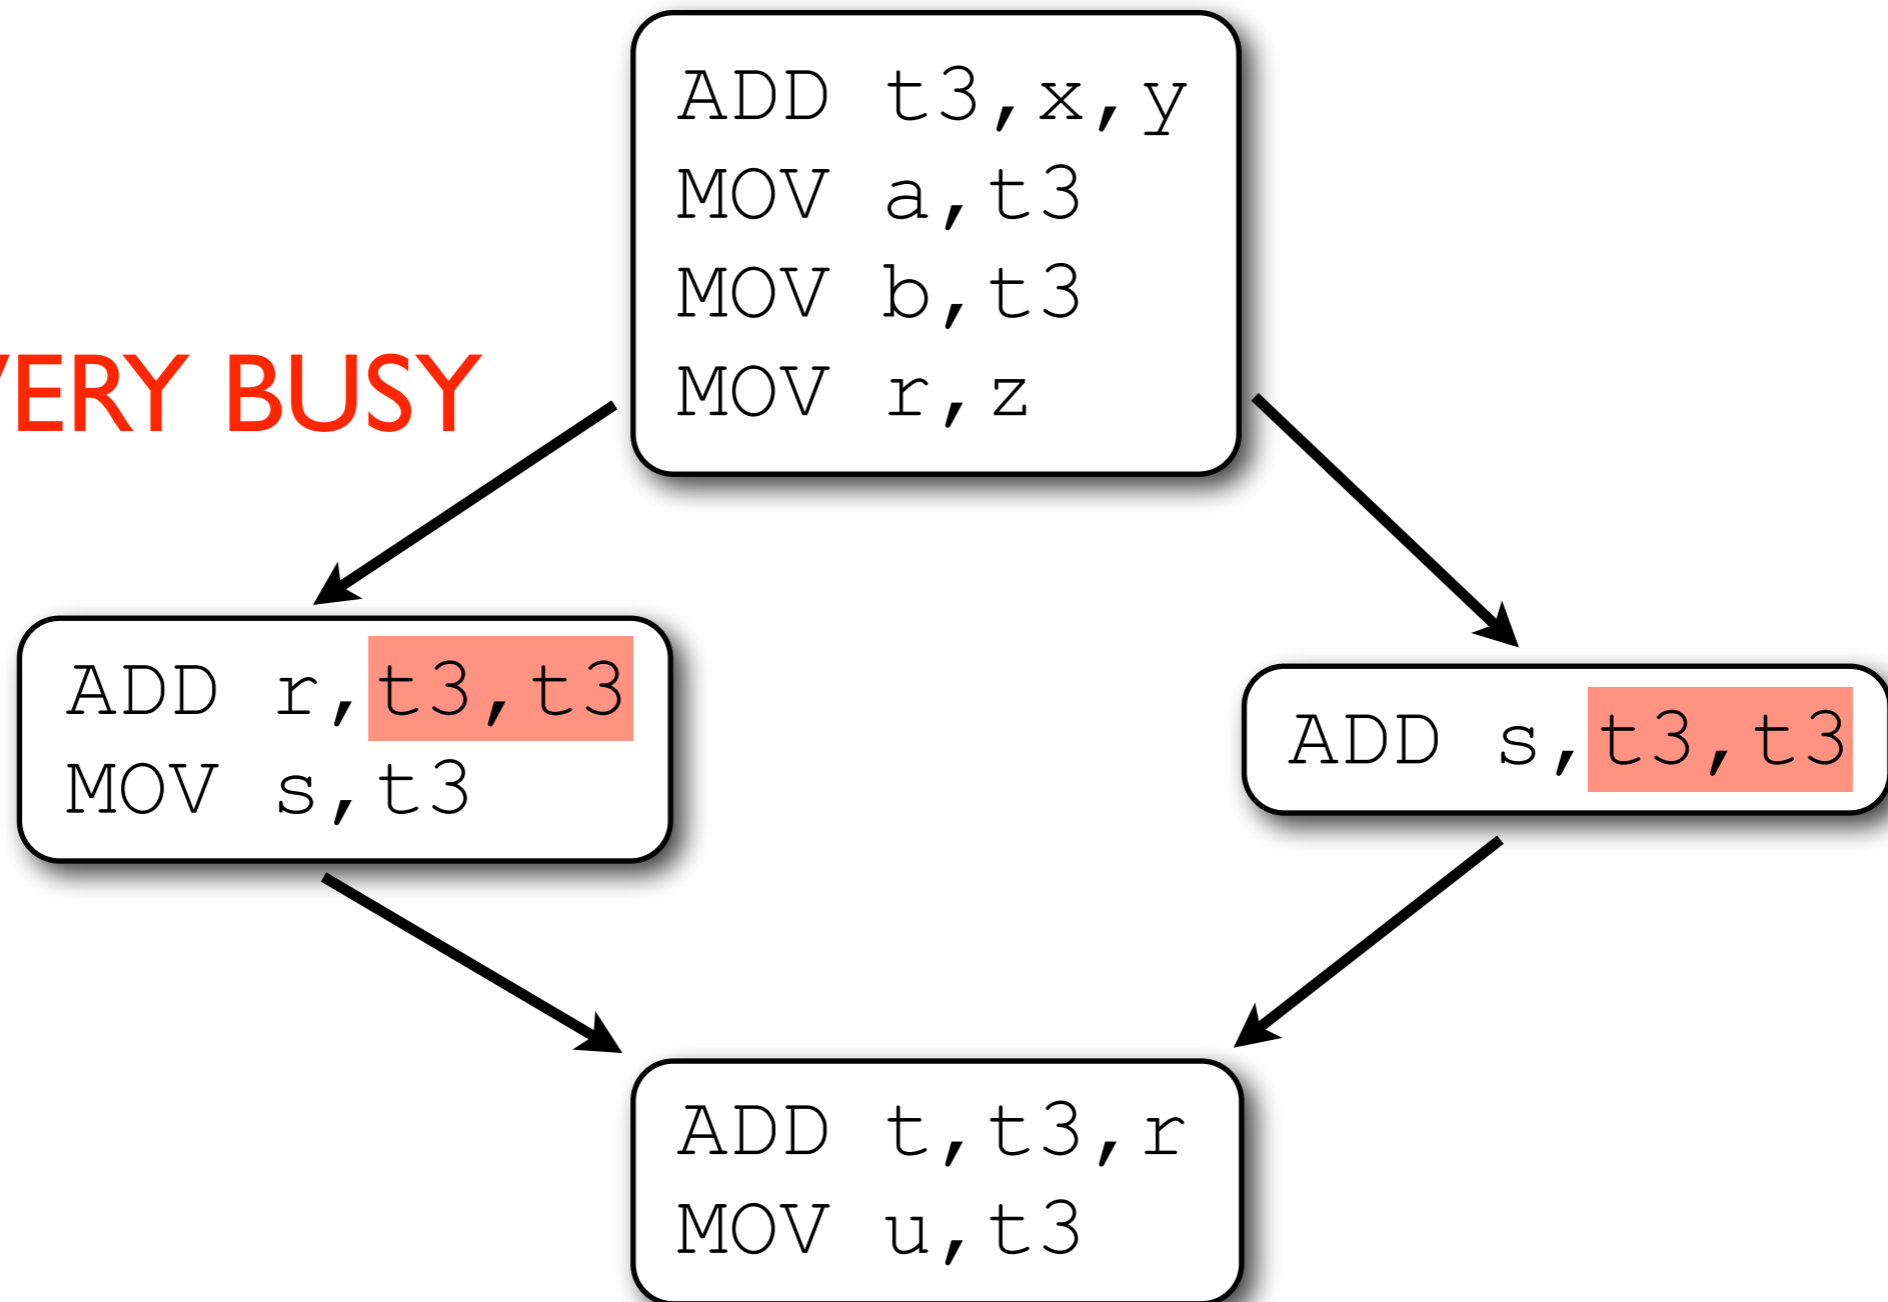 ADD t3,x,y
MOV a,t3
MOV b,t3
MOV r,z
VERY BUSY
ADD r,t3,t3
MOV s,t3
ADD s,t3,t3
ADD t,t3,r
MOV u,t3